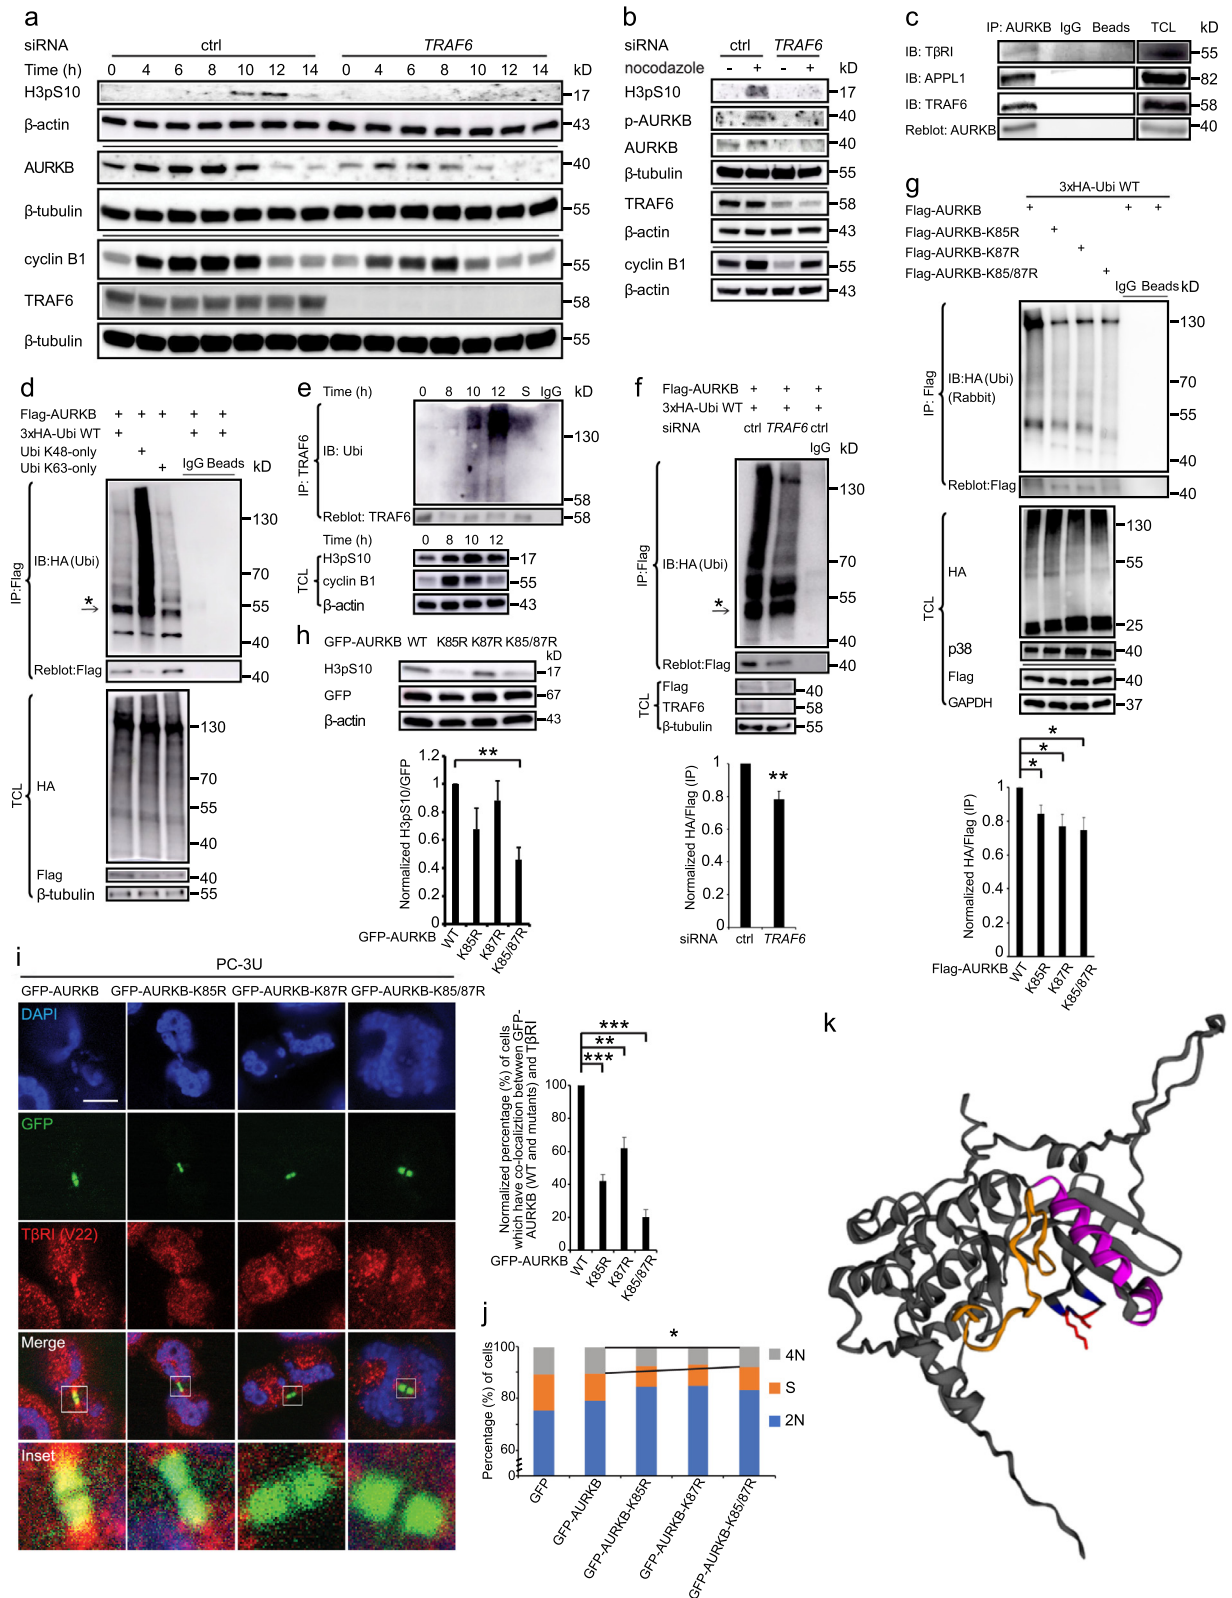 a
siRNA ctrl TRAF6
Time (h) 0 4 6 8 10 12 14 0 4 6 8 10 12 14 kD
H3pS10 17
β-actin 43
AURKB 40
β-tubulin 55
cyclin B1 55
TRAF6 58
β-tubulin 55
b
siRNA ctrl TRAF6
nocodazole - + - + kD
H3pS10 17
p-AURKB 40
AURKB 40
β-tubulin 55
TRAF6 58
β-actin 43
cyclin B1 55
β-actin 43
c
IP: AURKB IgG Beads TCL kD
IB: TβRI 55
IB: APPL1 82
IB: TRAF6 58
Reblot: AURKB 40
d
Flag-AURKB + + + + +
3xHA-Ubi WT + + +
Ubi K48-only +
Ubi K63-only +
IgG Beads kD
IP:Flag
IB:HA (Ubi)
130
70
55
*
40
Reblot:Flag 40
TCL
HA
130
70
55
40
Flag 40
β-tubulin 55
e
Time (h) 0 8 10 12 S IgG kD
IP: TRAF6
IB: Ubi
130
58
Reblot: TRAF6 58
Time (h) 0 8 10 12
TCL
H3pS10 17
cyclin B1 55
β-actin 43
f
Flag-AURKB + + +
3xHA-Ubi WT + + +
siRNA ctrl TRAF6 ctrl
IgG kD
IP:Flag
IB:HA (Ubi)
130
70
55
*
40
Reblot:Flag 40
TCL
Flag 40
TRAF6 58
β-tubulin 55
Normalized HA/Flag (IP)
1
0.8
0.6
0.4
0.2
0
**
siRNA ctrl TRAF6
g
3xHA-Ubi WT
Flag-AURKB + + +
Flag-AURKB-K85R +
Flag-AURKB-K87R +
Flag-AURKB-K85/87R +
IgG Beads kD
IP: Flag
IB:HA (Ubi)
(Rabbit)
130
70
55
40
Reblot:Flag 40
TCL
HA
130
55
25
p38 40
Flag 40
GAPDH 37
Normalized HA/Flag (IP)
1
0.8
0.6
0.4
0.2
0
*
*
*
Flag-AURKB WT K85R K87R K85/87R
h
GFP-AURKB WT K85R K87R K85/87R
kD
H3pS10 17
GFP 67
β-actin 43
Normalized H3pS10/GFP
1.2
1
0.8
0.6
0.4
0.2
0
**
GFP-AURKB WT K85R K87R K85/87R
i
PC-3U
GFP-AURKB GFP-AURKB-K85R GFP-AURKB-K87R GFP-AURKB-K85/87R
DAPI
GFP
TβRI (V22)
Merge
Inset
Normalized percentage (%) of cells
which have co-localiztion betwwen GFP-
AURKB (WT and mutants) and TβRI
100
80
60
40
20
0
***
**
***
GFP-AURKB WT K85R K87R K85/87R
j
Percentage (%) of cells
100
80
60
0
*
4N
S
2N
GFP GFP-AURKB GFP-AURKB-K85R GFP-AURKB-K87R GFP-AURKB-K85/87R
k